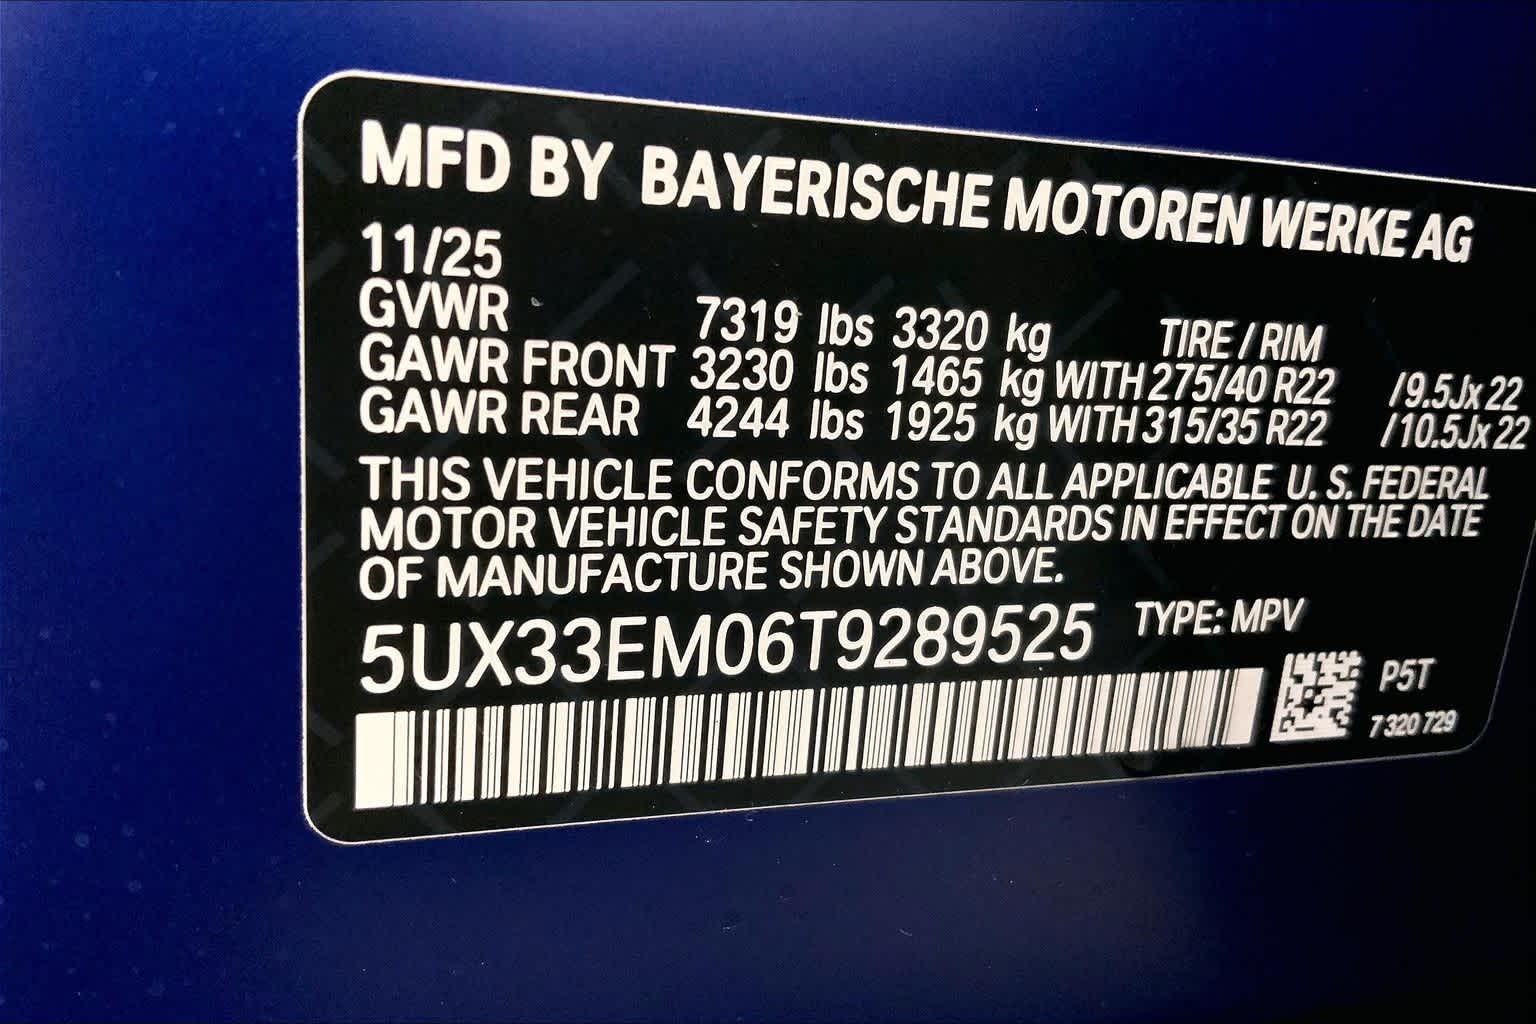 MFD BY BAYERISCHE MOTOREN WERKE AG
11/25
GVWR 7319 lbs 3320 kg TIRE / RIM
GAWR FRONT 3230 lbs 1465 kg WITH 275/40 R22 /9.5Jx22
GAWR REAR 4244 lbs 1925 kg WITH 315/35 R22 /10.5Jx22
THIS VEHICLE CONFORMS TO ALL APPLICABLE U. S. FEDERAL
MOTOR VEHICLE SAFETY STANDARDS IN EFFECT ON THE DATE
OF MANUFACTURE SHOWN ABOVE.
5UX33EM06T9289525 TYPE: MPV
P5T
7 320 729